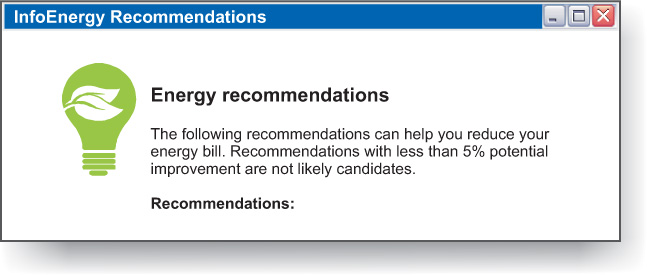 InfoEnergy Recommendations
Energy recommendations
The following recommendations can help you reduce your
energy bill. Recommendations with less than 5% potential
improvement are not likely candidates.
Recommendations: